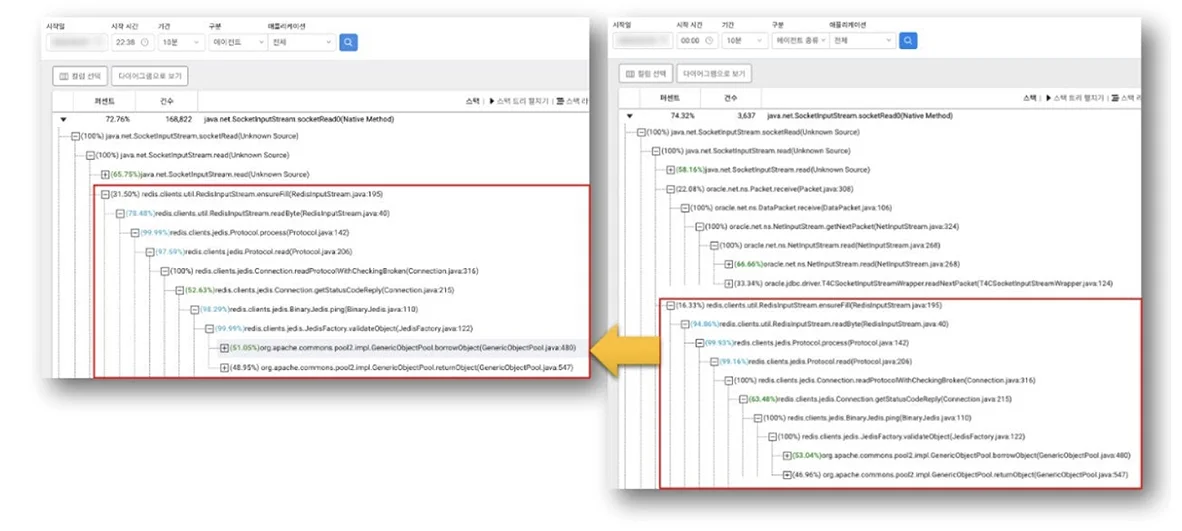 시작일 시작 시간 기간 구분 애플리케이션
22:38 10분 에이전트 전체
컬럼 선택 다이어그램으로 보기
퍼센트 건수 스택 | ▶ 스택 트리 펼치기 | 스택 라
72.76% 168,822 java.net.SocketInputStream.socketRead0(Native Method)
(100%) java.net.SocketInputStream.socketRead(Unknown Source)
(100%) java.net.SocketInputStream.read(Unknown Source)
(65.75%)java.net.SocketInputStream.read(Unknown Source)
(31.50%) redis.clients.util.RedisInputStream.ensureFill(RedisInputStream.java:195)
(78.48%)redis.clients.util.RedisInputStream.readByte(RedisInputStream.java:40)
(99.99%)redis.clients.jedis.Protocol.process(Protocol.java:142)
(97.59%)redis.clients.jedis.Protocol.read(Protocol.java:206)
(100%) redis.clients.jedis.Connection.readProtocolWithCheckingBroken(Connection.java:316)
(52.63%)redis.clients.jedis.Connection.getStatusCodeReply(Connection.java:215)
(98.29%)redis.clients.jedis.BinaryJedis.ping(BinaryJedis.java:110)
(99.99%)redis.clients.jedis.JedisFactory.validateObject(JedisFactory.java:122)
(51.05%)org.apache.commons.pool2.impl.GenericObjectPool.borrowObject(GenericObjectPool.java:480)
(48.95%) org.apache.commons.pool2.impl.GenericObjectPool.returnObject(GenericObjectPool.java:547)
시작일 시작 시간 기간 구분 애플리케이션
00:00 10분 에이전트 종류 전체
컬럼 선택 다이어그램으로 보기
퍼센트 건수 스택 | ▶ 스택 트리 펼치기 | 스택 라
74.32% 3,637 java.net.SocketInputStream.socketRead0(Native Method)
(100%) java.net.SocketInputStream.socketRead(Unknown Source)
(100%) java.net.SocketInputStream.read(Unknown Source)
(58.16%)java.net.SocketInputStream.read(Unknown Source)
(22.08%) oracle.net.ns.Packet.receive(Packet.java:308)
(100%) oracle.net.ns.DataPacket.receive(DataPacket.java:106)
(100%) oracle.net.ns.NetInputStream.getNextPacket(NetInputStream.java:324)
(100%) oracle.net.ns.NetInputStream.read(NetInputStream.java:268)
(66.66%)oracle.net.ns.NetInputStream.read(NetInputStream.java:268)
(33.34%) oracle.jdbc.driver.T4CSocketInputStreamWrapper.readNextPacket(T4CSocketInputStreamWrapper.java:124)
(16.33%) redis.clients.util.RedisInputStream.ensureFill(RedisInputStream.java:195)
(94.06%)redis.clients.util.RedisInputStream.readByte(RedisInputStream.java:40)
(99.93%)redis.clients.jedis.Protocol.process(Protocol.java:142)
(99.16%)redis.clients.jedis.Protocol.read(Protocol.java:206)
(100%) redis.clients.jedis.Connection.readProtocolWithCheckingBroken(Connection.java:316)
(63.48%)redis.clients.jedis.Connection.getStatusCodeReply(Connection.java:215)
(100%) redis.clients.jedis.BinaryJedis.ping(BinaryJedis.java:110)
(100%) redis.clients.jedis.JedisFactory.validateObject(JedisFactory.java:122)
(53.04%)org.apache.commons.pool2.impl.GenericObjectPool.borrowObject(GenericObjectPool.java:480)
(46.96%) org.apache.commons.pool2.impl.GenericObjectPool.returnObject(GenericObjectPool.java:547)